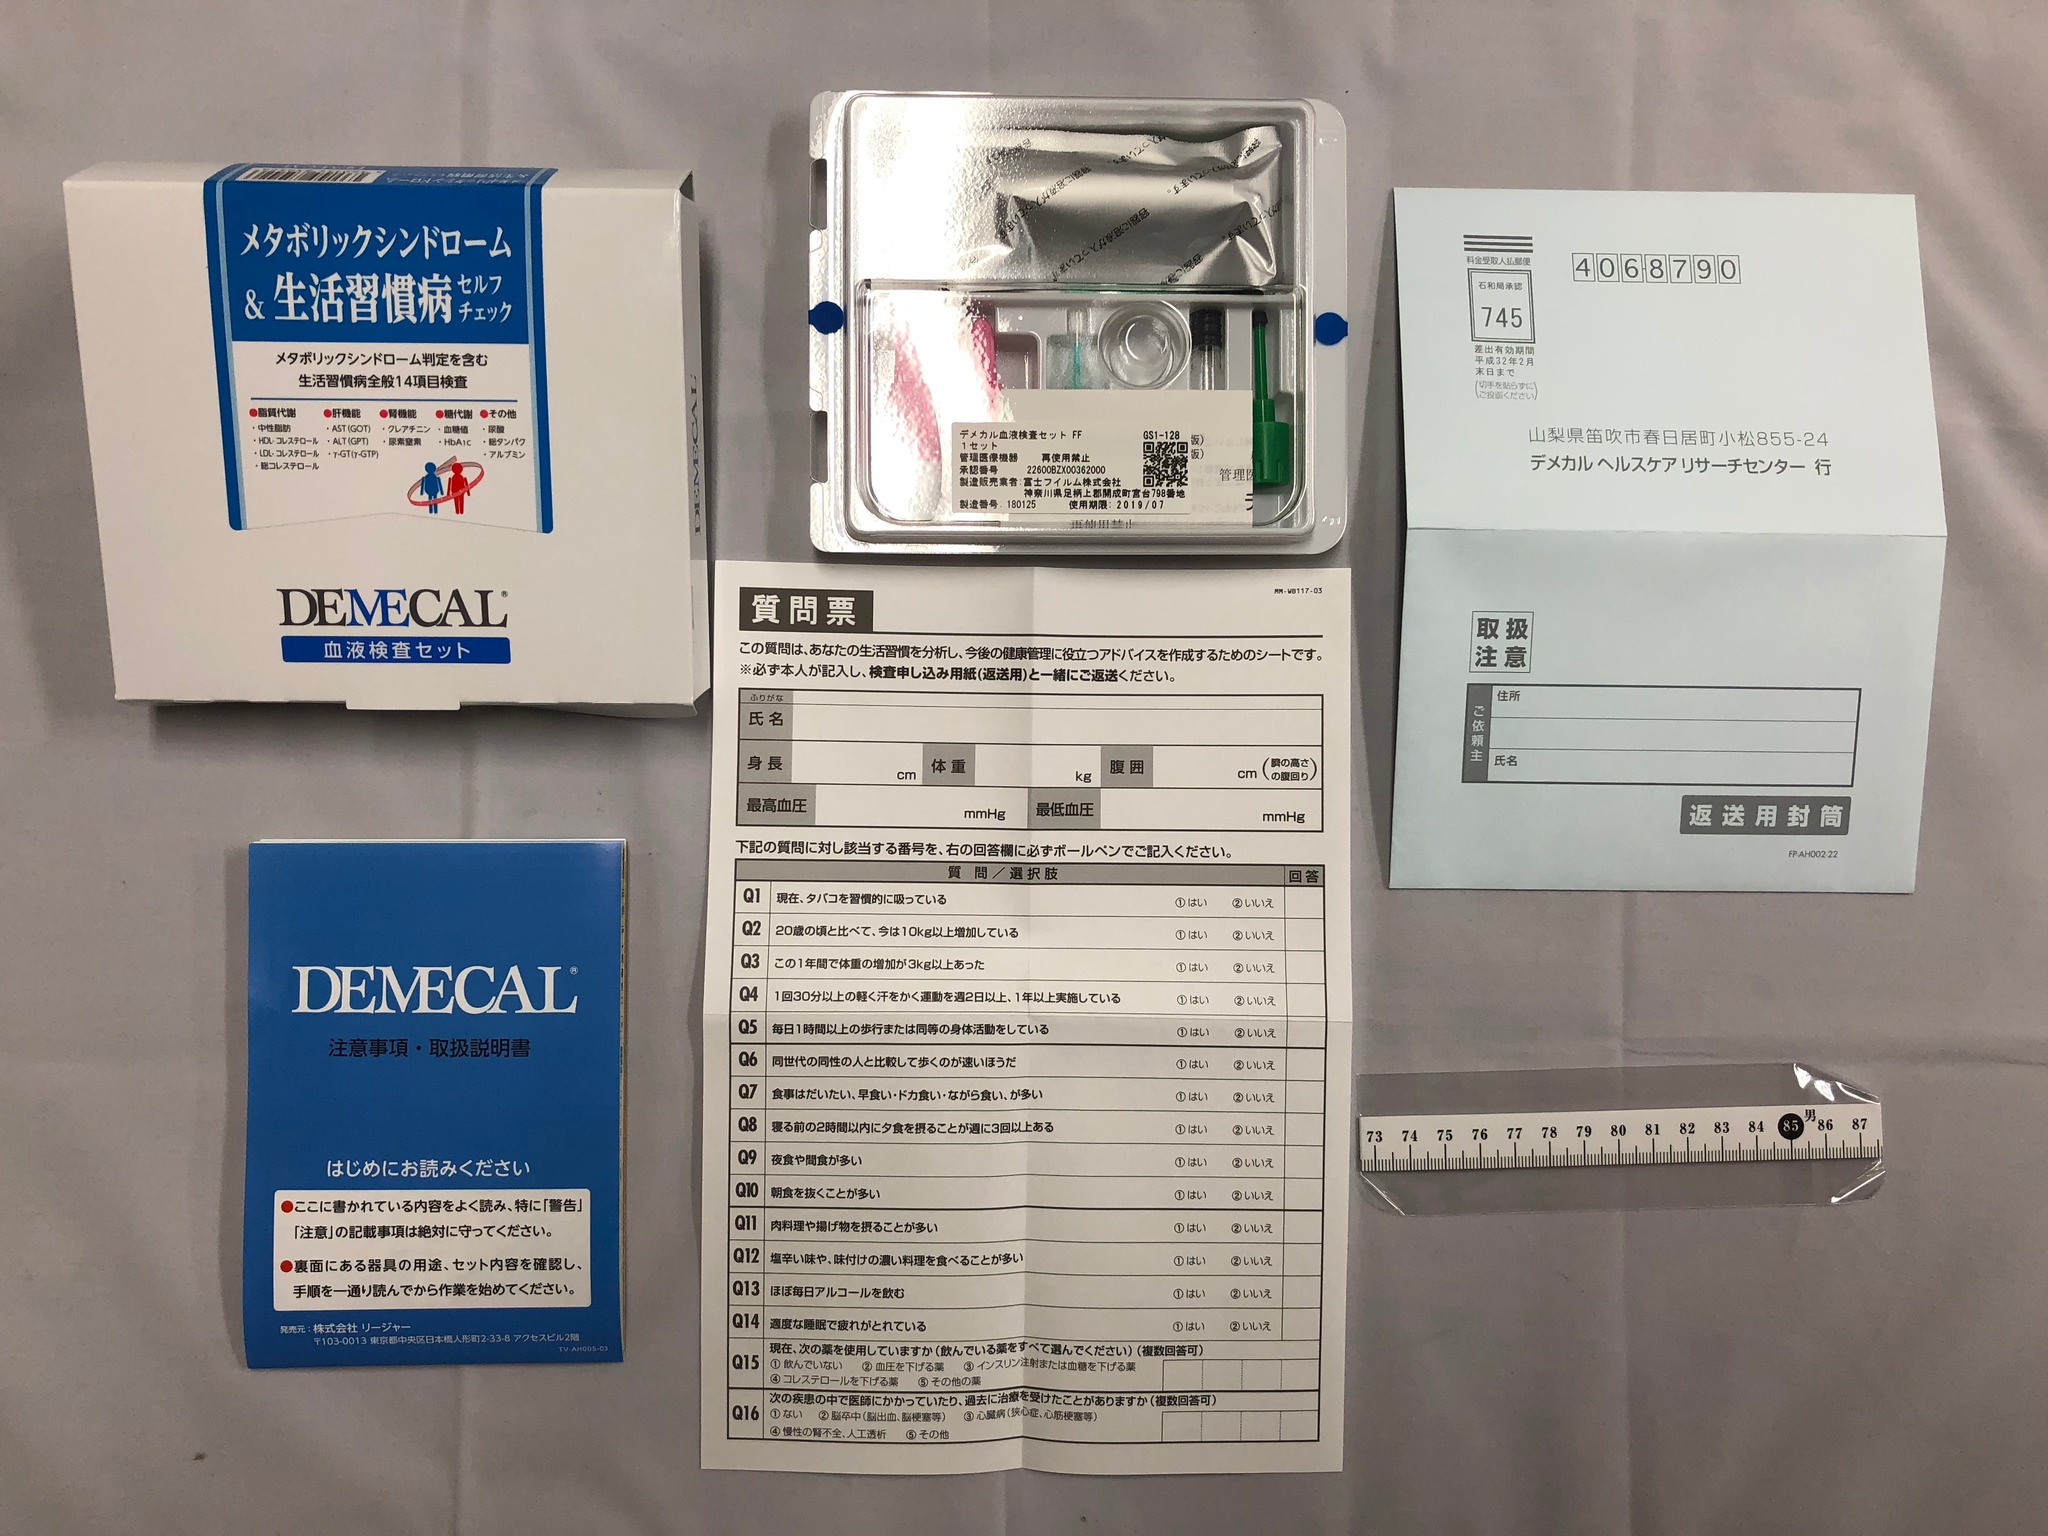 メタボリックシンドローム
&生活習慣病 セルフ
チェック
メタボリックシンドローム判定を含む
生活習慣病全般14項目検査
●脂質代謝
・中性脂肪
・HDL-コレステロール
・LDL-コレステロール
・総コレステロール
●肝機能
・AST(GOT)
・ALT(GPT)
・γ-GT(γ-GTP)
●腎機能
・クレアチニン
・尿素窒素
●糖代謝
・血糖値
・HbA1c
●その他
・尿酸
・総タンパク
・アルブミン
DEMECAL®
血液検査セット
DEMECAL
容器に溶液が入っています。
デメカル血液検査セット FF GS1-128
1セット
管理医療機器 再使用禁止
承認番号 22600BZX00362000
製造販売業者:富士フイルム株式会社
神奈川県足柄上郡開成町宮台798番地
製造番号: 180125 使用期限: 2019/07
版)
版)
管理医
再使用禁止
料金受取人払郵便
石和局承認
745
差出有効期間
平成32年2月
末日まで
(切手を貼らずに
ご投函ください)
4068790
山梨県笛吹市春日居町小松855-24
デメカル ヘルスケア リサーチセンター 行
取扱
注意
ご依頼主
住所
氏名
返送用封筒
FP-AH002-22
MM-WB117-03
質問票
この質問は、あなたの生活習慣を分析し、今後の健康管理に役立つアドバイスを作成するためのシートです。
※必ず本人が記入し、検査申し込み用紙(返送用)と一緒にご返送ください。
ふりがな
氏名
身長 cm 体重 kg 腹囲 cm (臍の高さの腹回り)
最高血圧 mmHg 最低血圧 mmHg
下記の質問に対し該当する番号を、右の回答欄に必ずボールペンでご記入ください。
質問/選択肢 回答
Q1 現在、タバコを習慣的に吸っている ①はい ②いいえ
Q2 20歳の頃と比べて、今は10kg以上増加している ①はい ②いいえ
Q3 この1年間で体重の増加が3kg以上あった ①はい ②いいえ
Q4 1回30分以上の軽く汗をかく運動を週2日以上、1年以上実施している ①はい ②いいえ
Q5 毎日1時間以上の歩行または同等の身体活動をしている ①はい ②いいえ
Q6 同世代の同性の人と比較して歩くのが速いほうだ ①はい ②いいえ
Q7 食事はだいたい、早食い・ドカ食い・ながら食い、が多い ①はい ②いいえ
Q8 寝る前の2時間以内に夕食を摂ることが週に3回以上ある ①はい ②いいえ
Q9 夜食や間食が多い ①はい ②いいえ
Q10 朝食を抜くことが多い ①はい ②いいえ
Q11 肉料理や揚げ物を摂ることが多い ①はい ②いいえ
Q12 塩辛い味や、味付けの濃い料理を食べることが多い ①はい ②いいえ
Q13 ほぼ毎日アルコールを飲む ①はい ②いいえ
Q14 適度な睡眠で疲れがとれている ①はい ②いいえ
Q15 現在、次の薬を使用していますか(飲んでいる薬をすべて選んでください)(複数回答可)
①飲んでいない ②血圧を下げる薬 ③インスリン注射または血糖を下げる薬
④コレステロールを下げる薬 ⑤その他の薬
Q16 次の疾患の中で医師にかかっていたり、過去に治療を受けたことがありますか(複数回答可)
①ない ②脳卒中(脳出血、脳梗塞等) ③心臓病(狭心症、心筋梗塞等)
④慢性の腎不全、人工透析 ⑤その他
DEMECAL®
注意事項・取扱説明書
はじめにお読みください
●ここに書かれている内容をよく読み、特に「警告」
「注意」の記載事項は絶対に守ってください。
●裏面にある器具の用途、セット内容を確認し、
手順を一通り読んでから作業を始めてください。
発売元:株式会社 リージャー
〒103-0013 東京都中央区日本橋人形町2-33-8 アクセスビル2階
TV-AH005-03
73 74 75 76 77 78 79 80 81 82 83 84 85 男 86 87